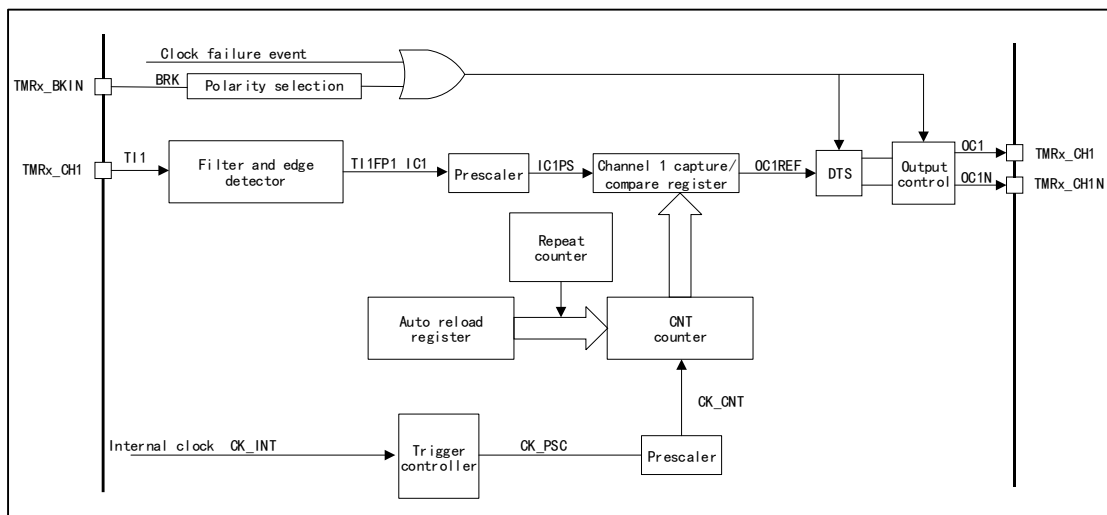 Clock failure event
TMRx_BKIN
BRK
Polarity selection
TMRx_CH1
TI1
Filter and edge
detector
TI1FP1 IC1
Prescaler
IC1PS
Channel 1 capture/
compare register
OC1REF
DTS
Output
control
OC1
OC1N
TMRx_CH1
TMRx_CH1N
Repeat
counter
Auto reload
register
CNT
counter
CK_CNT
Internal clock CK_INT
Trigger
controller
CK_PSC
Prescaler